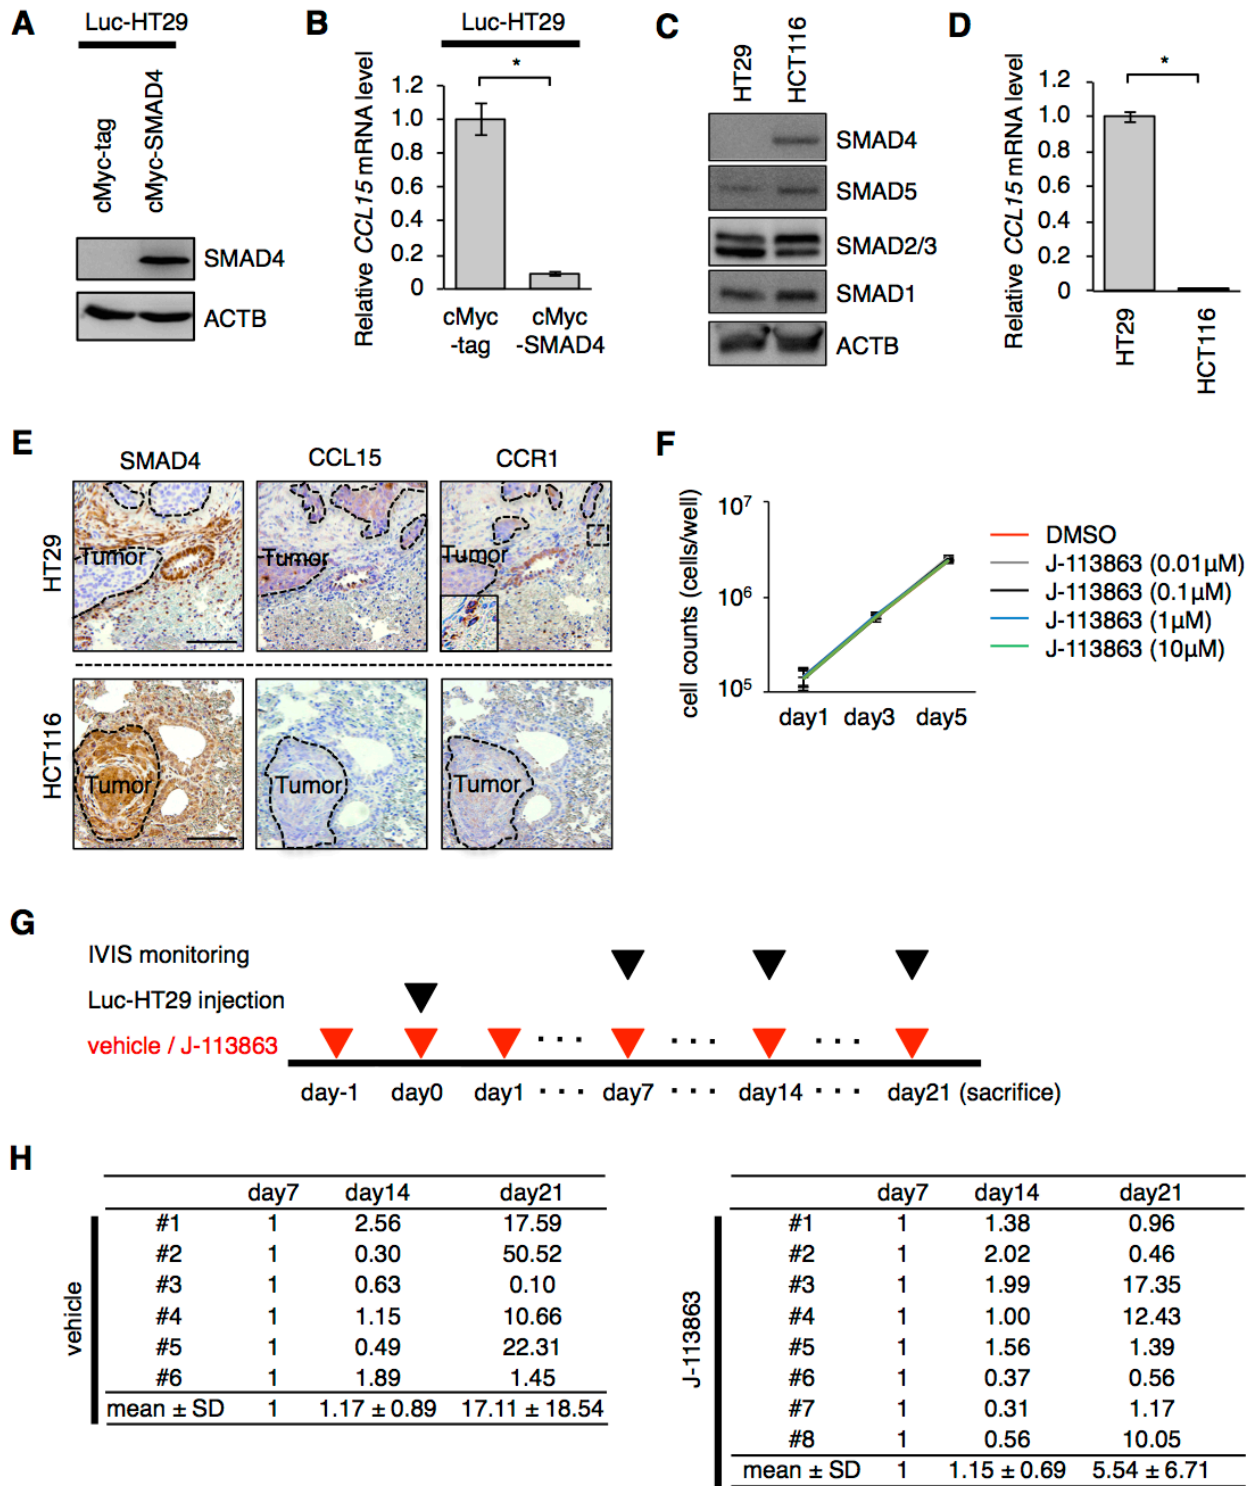 A
Luc-HT29
cMyc-tag
cMyc-SMAD4
SMAD4
ACTB
B
Luc-HT29
*
Relative CCL15 mRNA level
1.2
1.0
0.8
0.6
0.4
0.2
0
cMyc
-tag
cMyc
-SMAD4
C
HT29
HCT116
SMAD4
SMAD5
SMAD2/3
SMAD1
ACTB
D
*
Relative CCL15 mRNA level
1.2
1.0
0.8
0.6
0.4
0.2
0
HT29
HCT116
E
SMAD4 CCL15 CCR1
HT29
Tumor Tumor Tumor
HCT116
Tumor Tumor Tumor
F
cell counts (cells/well)
10⁷
10⁶
10⁵
day1 day3 day5
DMSO
J-113863 (0.01µM)
J-113863 (0.1µM)
J-113863 (1µM)
J-113863 (10µM)
G
IVIS monitoring
Luc-HT29 injection
vehicle / J-113863
day-1 day0 day1 ··· day7 ··· day14 ··· day21 (sacrifice)
H
vehicle
day7 day14 day21
#1 1 2.56 17.59
#2 1 0.30 50.52
#3 1 0.63 0.10
#4 1 1.15 10.66
#5 1 0.49 22.31
#6 1 1.89 1.45
mean ± SD 1 1.17 ± 0.89 17.11 ± 18.54
J-113863
day7 day14 day21
#1 1 1.38 0.96
#2 1 2.02 0.46
#3 1 1.99 17.35
#4 1 1.00 12.43
#5 1 1.56 1.39
#6 1 0.37 0.56
#7 1 0.31 1.17
#8 1 0.56 10.05
mean ± SD 1 1.15 ± 0.69 5.54 ± 6.71